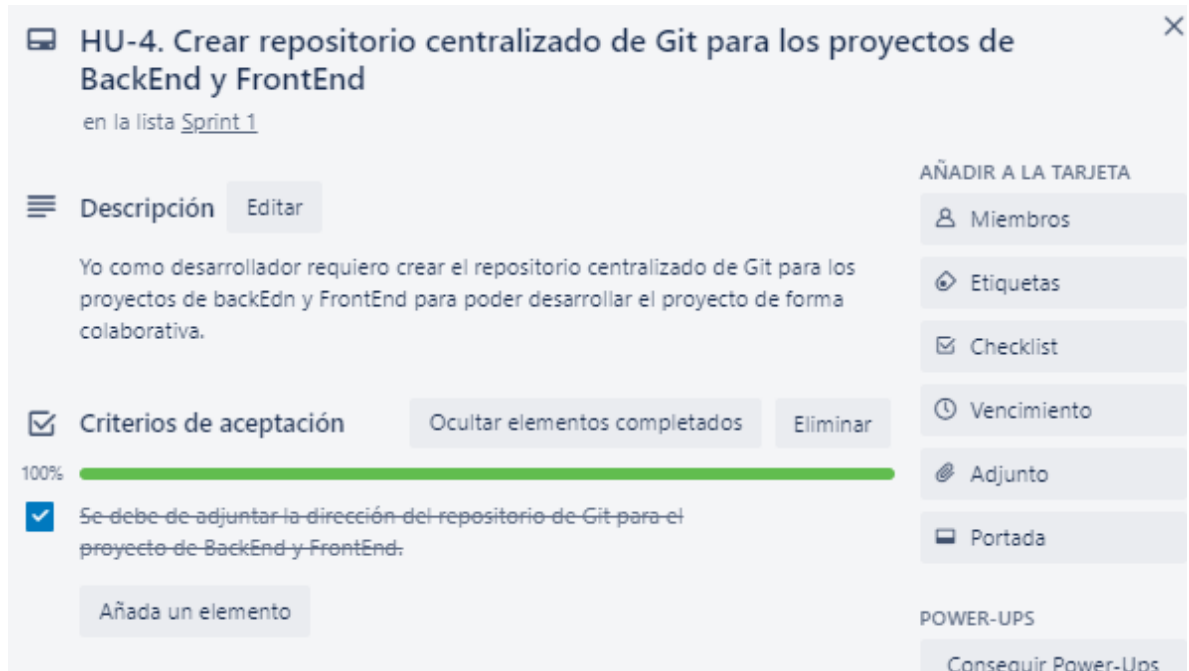 HU-4. Crear repositorio centralizado de Git para los proyectos de
BackEnd y FrontEnd
en la lista Sprint 1
Descripción
Editar
Yo como desarrollador requiero crear el repositorio centralizado de Git para los
proyectos de backEdn y FrontEnd para poder desarrollar el proyecto de forma
colaborativa.
Criterios de aceptación
Ocultar elementos completados
Eliminar
100%
Se debe de adjuntar la dirección del repositorio de Git para el
proyecto de BackEnd y FrontEnd.
Añada un elemento
AÑADIR A LA TARJETA
Miembros
Etiquetas
Checklist
Vencimiento
Adjunto
Portada
POWER-UPS
Conseguir Power-Ups